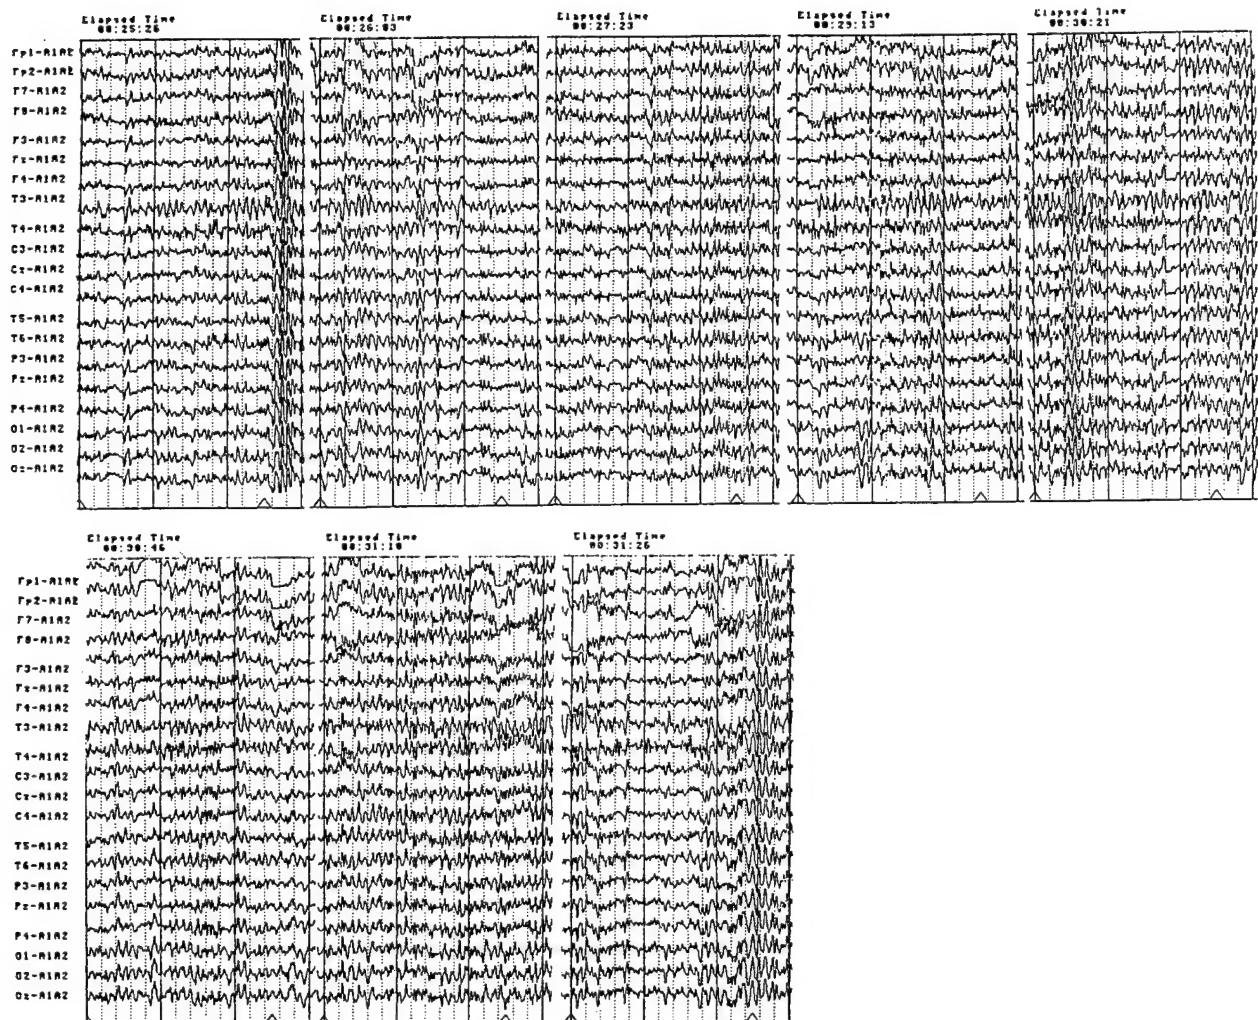 Elapsed Time
00:25:26
Elapsed Time
00:26:03
Elapsed Time
00:27:23
Elapsed Time
00:29:13
Elapsed Time
00:30:21
Fp1-A1A2
Fp2-A1A2
F7-A1A2
F8-A1A2
F3-A1A2
Fz-A1A2
F4-A1A2
T3-A1A2
T4-A1A2
C3-A1A2
Cz-A1A2
C4-A1A2
T5-A1A2
T6-A1A2
P3-A1A2
Pz-A1A2
P4-A1A2
O1-A1A2
O2-A1A2
Oz-A1A2
Elapsed Time
00:30:46
Elapsed Time
00:31:10
Elapsed Time
00:31:26
Fp1-A1A2
Fp2-A1A2
F7-A1A2
F8-A1A2
F3-A1A2
Fz-A1A2
F4-A1A2
T3-A1A2
T4-A1A2
C3-A1A2
Cz-A1A2
C4-A1A2
T5-A1A2
T6-A1A2
P3-A1A2
Pz-A1A2
P4-A1A2
O1-A1A2
O2-A1A2
Oz-A1A2